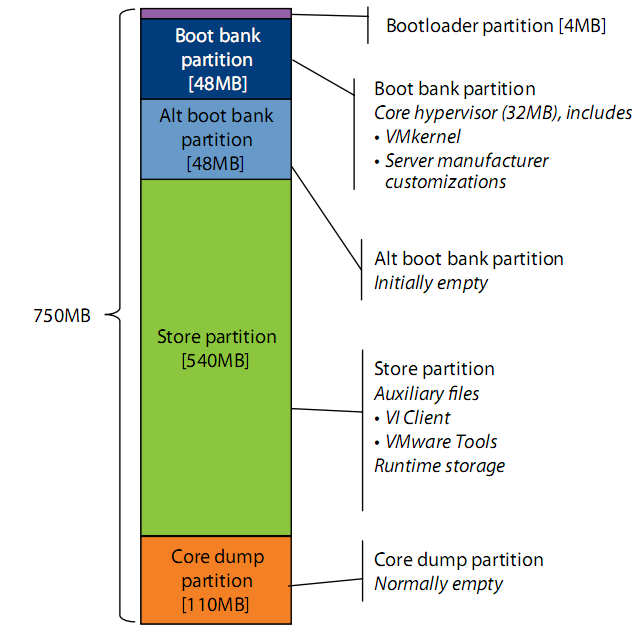 Bootloader partition [4MB]
Boot bank
partition
[48MB]
Boot bank partition
Core hypervisor (32MB), includes
• VMkernel
• Server manufacturer
customizations
Alt boot bank
partition
[48MB]
Alt boot bank partition
Initially empty
750MB
Store partition
[540MB]
Store partition
Auxiliary files
• VI Client
• VMware Tools
Runtime storage
Core dump
partition
[110MB]
Core dump partition
Normally empty